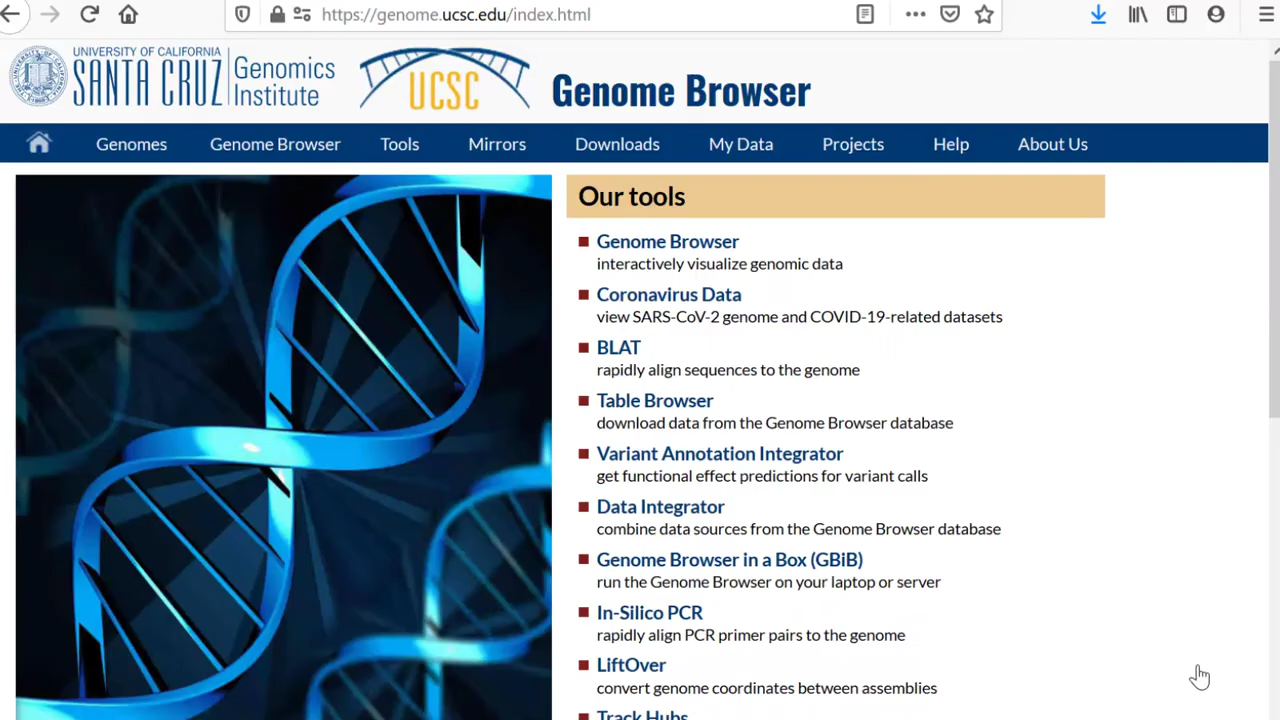 https://genome.ucsc.edu/index.html
UNIVERSITY OF CALIFORNIA
SANTA CRUZ
Genomics
Institute
UCSC
Genome Browser
Genomes
Genome Browser
Tools
Mirrors
Downloads
My Data
Projects
Help
About Us
Our tools
Genome Browser
interactively visualize genomic data
Coronavirus Data
view SARS-CoV-2 genome and COVID-19-related datasets
BLAT
rapidly align sequences to the genome
Table Browser
download data from the Genome Browser database
Variant Annotation Integrator
get functional effect predictions for variant calls
Data Integrator
combine data sources from the Genome Browser database
Genome Browser in a Box (GBiB)
run the Genome Browser on your laptop or server
In-Silico PCR
rapidly align PCR primer pairs to the genome
LiftOver
convert genome coordinates between assemblies
Track Hubs